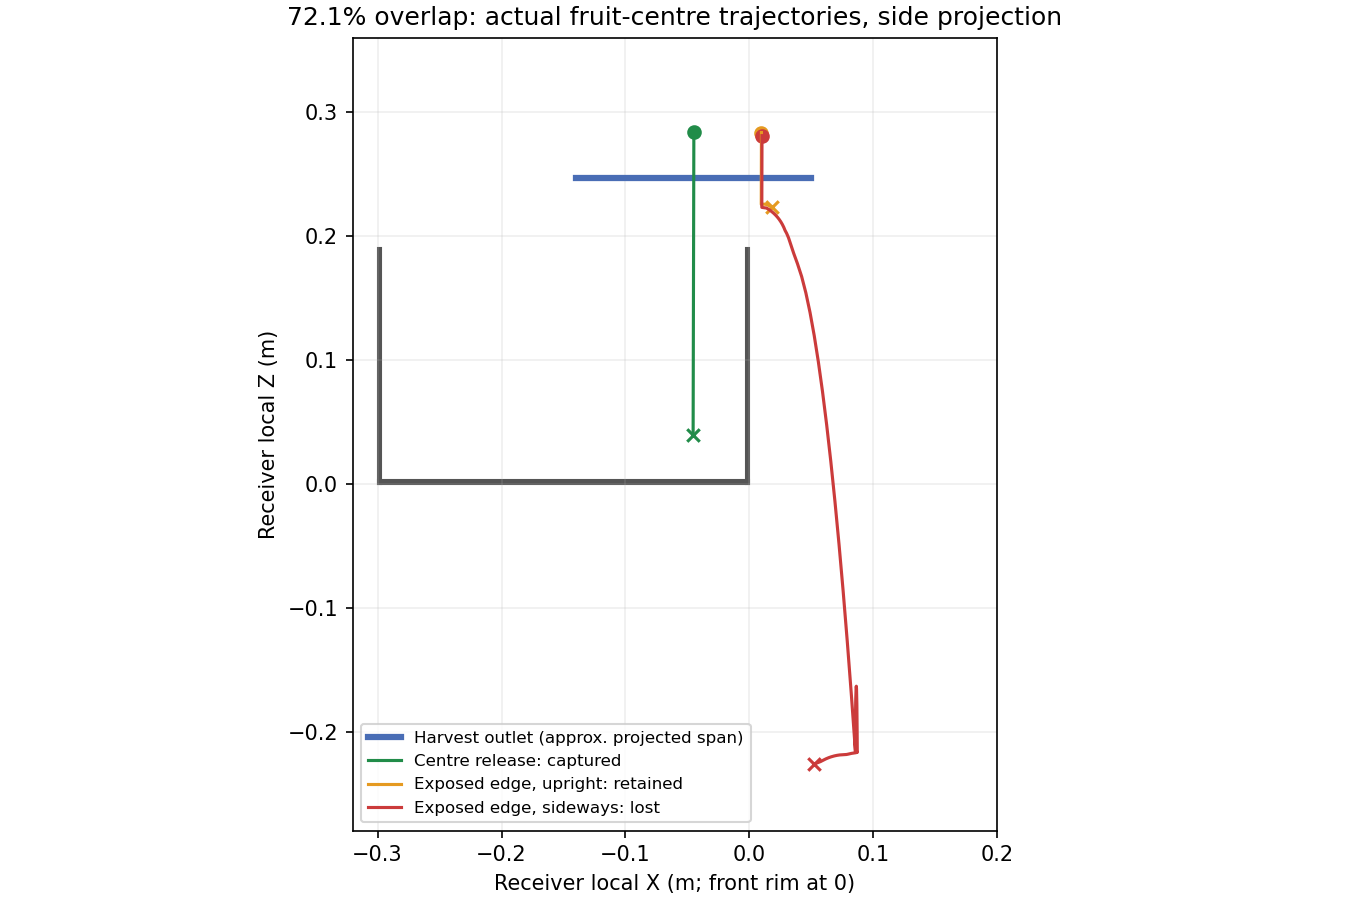 72.1% overlap: actual fruit-centre trajectories, side projection
Receiver local Z (m)
0.3
0.2
0.1
0.0
−0.1
−0.2
Harvest outlet (approx. projected span)
Centre release: captured
Exposed edge, upright: retained
Exposed edge, sideways: lost
−0.3
−0.2
−0.1
0.0
0.1
0.2
Receiver local X (m; front rim at 0)